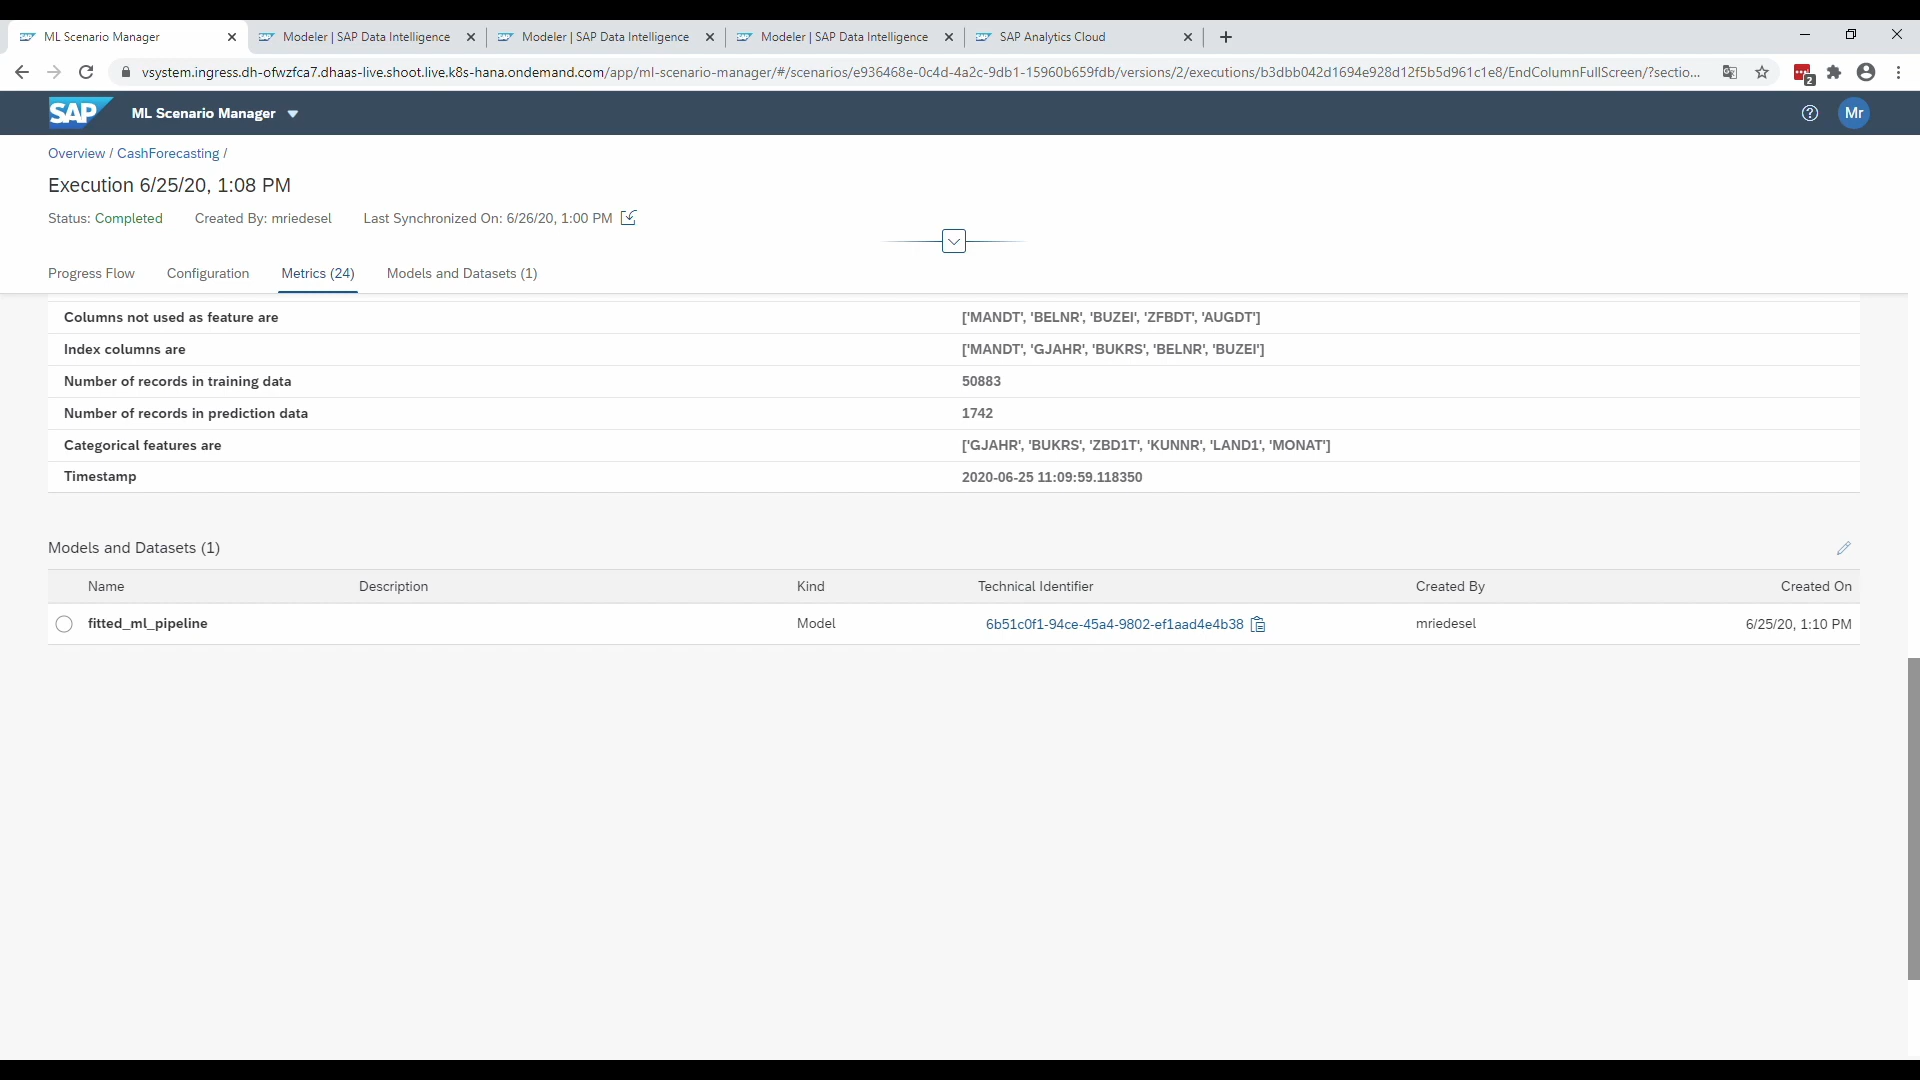 ML Scenario Manager
Modeler | SAP Data Intelligence
Modeler | SAP Data Intelligence
Modeler | SAP Data Intelligence
SAP Analytics Cloud
vsystem.ingress.dh-ofwzfca7.dhaas-live.shoot.live.k8s-hana.ondemand.com/app/ml-scenario-manager/#/scenarios/e936468e-0c4d-4a2c-9db1-15960b659fdb/versions/2/executions/b3dbb042d1694e928d12f5b5d961c1e8/EndColumnFullScreen/?sectio...
2
SAP ML Scenario Manager
Mr
Overview / CashForecasting /
Execution 6/25/20, 1:08 PM
Status: Completed Created By: mriedesel Last Synchronized On: 6/26/20, 1:00 PM
Progress Flow Configuration Metrics (24) Models and Datasets (1)
Columns not used as feature are ['MANDT', 'BELNR', 'BUZEI', 'ZFBDT', 'AUGDT']
Index columns are ['MANDT', 'GJAHR', 'BUKRS', 'BELNR', 'BUZEI']
Number of records in training data 50883
Number of records in prediction data 1742
Categorical features are ['GJAHR', 'BUKRS', 'ZBD1T', 'KUNNR', 'LAND1', 'MONAT']
Timestamp 2020-06-25 11:09:59.118350
Models and Datasets (1)
Name Description Kind Technical Identifier Created By Created On
fitted_ml_pipeline Model 6b51c0f1-94ce-45a4-9802-ef1aad4e4b38 mriedesel 6/25/20, 1:10 PM